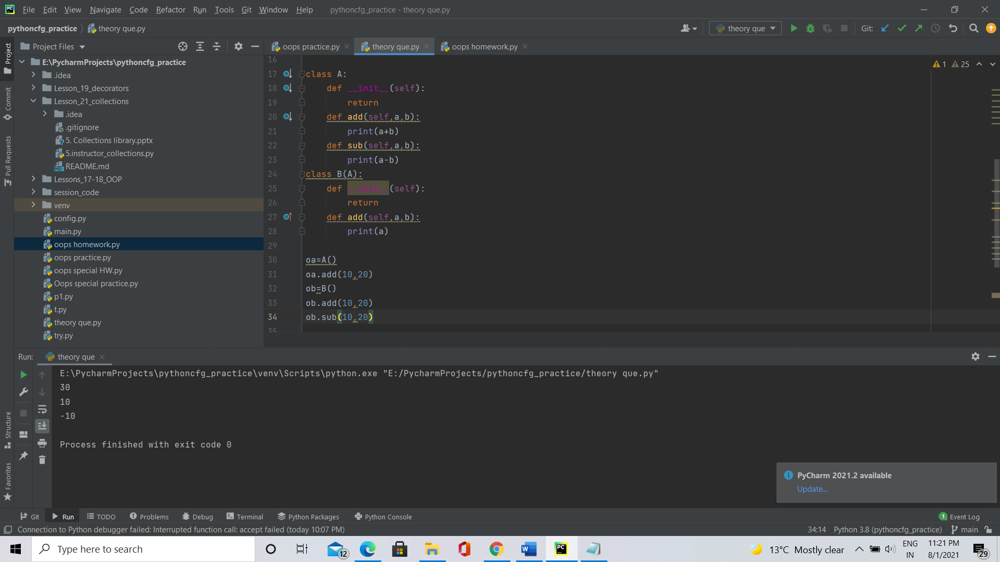 File Edit View Navigate Code Refactor Run Tools Git Window Help pythoncfg_practice - theory que.py
pythoncfg_practice theory que.py
theory que Git:
Project Files
oops practice.py theory que.py oops homework.py
Project
Commit
Pull Requests
Structure
Favorites
E:\PycharmProjects\pythoncfg_practice
.idea
Lesson_19_decorators
Lesson_21_collections
.idea
.gitignore
5. Collections library.pptx
5.instructor_collections.py
README.md
Lessons_17-18_OOP
session_code
venv
config.py
main.py
oops homework.py
oops practice.py
oops special HW.py
Oops special practice.py
p1.py
t.py
theory que.py
try.py
1 25
16
17 class A:
18 def __init__(self):
19 return
20 def add(self,a,b):
21 print(a+b)
22 def sub(self,a,b):
23 print(a-b)
24 class B(A):
25 def __init__(self):
26 return
27 def add(self,a,b):
28 print(a)
29
30 oa=A()
31 oa.add(10,20)
32 ob=B()
33 ob.add(10,20)
34 ob.sub(10,20)
35
Run: theory que
E:\PycharmProjects\pythoncfg_practice\venv\Scripts\python.exe "E:/PycharmProjects/pythoncfg_practice/theory que.py"
30
10
-10
Process finished with exit code 0
PyCharm 2021.2 available
Update...
Git Run TODO Problems Debug Terminal Python Packages Python Console 1 Event Log
Connection to Python debugger failed: Interrupted function call: accept failed (today 10:07 PM) 34:14 Python 3.8 (pythoncfg_practice) main
Type here to search 12 13°C Mostly clear ENG IN 11:21 PM 8/1/2021 29